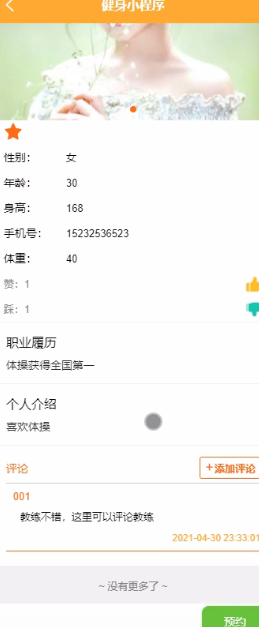 健身小程序
性别： 女
年龄： 30
身高： 168
手机号： 15232536523
体重： 40
赞：1
踩：1
职业履历
体操获得全国第一
个人介绍
喜欢体操
评论 +添加评论
001
教练不错，这里可以评论教练
2021-04-30 23:33:01
~ 没有更多了 ~
预约